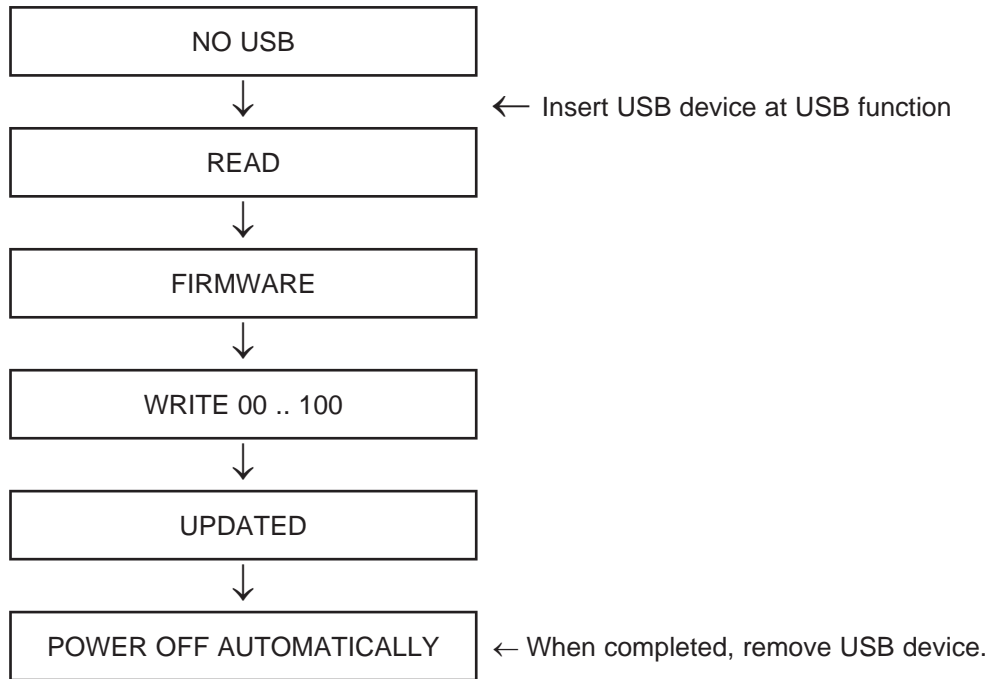 NO USB
← Insert USB device at USB function
READ
FIRMWARE
WRITE 00 .. 100
UPDATED
POWER OFF AUTOMATICALLY ← When completed, remove USB device.